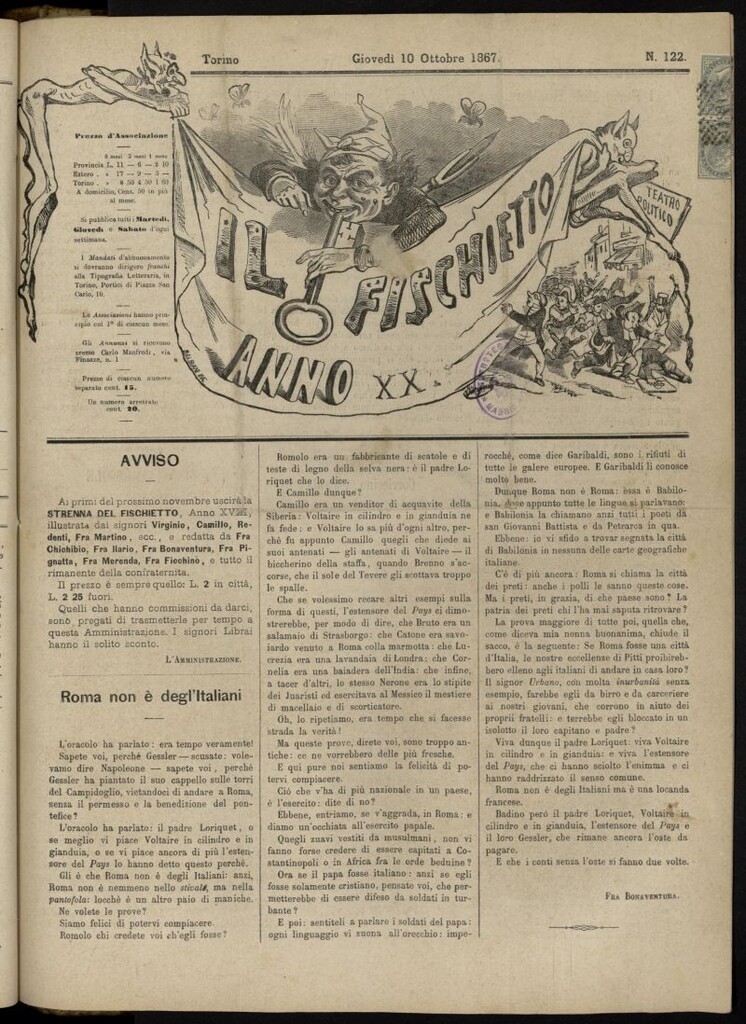 Torino
Giovedì 10 Ottobre 1867.
N. 122.
Prezzo d'Associazione
6 mesi 3 mesi 1 mese
Provincia L. 11 — 6 — 2 10
Estero . » 17 — 9 — 3 —
Torino . » 8 50 4 50 1 60
A domicilio, Cent. 50 in più
al mese.
Si pubblica tutti i Martedì,
Giovedì e Sabato d'ogni
settimana.
I Mandati d'abbuonamento
si dovranno dirigere franchi
alla Tipografia Letteraria, in
Torino, Portici di Piazza San
Carlo, 10.
Le Associazioni hanno principio
col 1° di ciascun mese.
Gli Annunzi si ricevono
presso Carlo Manfredi, via
Finanze, n. 1
Prezzo di ciascun numero
separato cent. 15.
Un numero arretrato
cent. 20.
TEATRO
POLITICO
IL FISCHIETTO
ANNO XX.
AVVISO
Ai primi del prossimo novembre uscirà la
STRENNA DEL FISCHIETTO, Anno
illustrata dai signori Virginio, Camillo, Redenti,
Fra Martino, ecc., e redatta da Fra
Chichibio, Fra Ilario, Fra Bonaventura, Fra Pignatta,
Fra Merenda, Fra Ficchino, e tutto il
rimanente della confraternita.
Il prezzo è sempre quello: L. 2 in città,
L. 2 25 fuori.
Quelli che hanno commissioni da darci,
sono pregati di trasmetterle per tempo a
questa Amministrazione. I signori Librai
hanno il solito sconto.
L'AMMINISTRAZIONE.
Roma non è degl'Italiani
L'oracolo ha parlato: era tempo veramente!
Sapete voi, perchè Gessler — scusate: volevamo
dire Napoleone — sapete voi, perchè
Gessler ha piantato il suo cappello sulle torri
del Campidoglio, vietandoci di andare a Roma,
senza il permesso e la benedizione del pontefice?
L'oracolo ha parlato: il padre Loriquet, o
se meglio vi piace Voltaire in cilindro e in
gianduia, o se vi piace ancora di più l'estensore
del Pays lo hanno detto questo perchè.
Gli è che Roma non è degli Italiani: anzi,
Roma non è nemmeno nello stivale, ma nella
pantofola: locchè è un altro paio di maniche.
Ne volete le prove?
Siamo felici di potervi compiacere.
Romolo chi credete voi ch'egli fosse?
Romolo era un fabbricante di scatole e di
teste di legno della selva nera: è il padre Loriquet
che lo dice.
E Camillo dunque?
Camillo era un venditor di acquavite della
Siberia: Voltaire in cilindro e in gianduia ne
fa fede: e Voltaire lo sa più d'ogni altro, perchè
fu appunto Camillo quegli che diede ai
suoi antenati — gli antenati di Voltaire — il
bicchierino della staffa, quando Brenno s'accorse,
che il sole del Tevere gli scottava troppo
le spalle.
Che se volessimo recare altri esempi sulla
forma di questi, l'estensore del Pays ci dimostrerebbe,
per modo di dire, che Bruto era un
salamaio di Strasborgo: che Catone era savoiardo
venuto a Roma colla marmotta: che Lucrezia
era una lavandaia di Londra: che Cornelia
era una baiadera dell'India: che infine,
a tacer d'altri, lo stesso Nerone era lo stipite
dei Juaristi ed esercitava al Messico il mestiere
di macellaio e di scorticatore.
Oh, lo ripetiamo, era tempo che si facesse
strada la verità!
Ma queste prove, direte voi, sono troppo antiche:
ce ne vorrebbero delle più fresche.
E qui pure noi sentiamo la felicità di potervi
compiacere.
Ciò che v'ha di più nazionale in un paese,
è l'esercito: dite di no?
Ebbene, entriamo, se v'aggrada, in Roma: e
diamo un'occhiata all'esercito papale.
Quegli zuavi vestiti da musulmani, non vi
fanno forse credere di essere capitati a Costantinopoli
o in Africa fra le orde beduine?
Ora se il papa fosse italiano: anzi se egli
fosse solamente cristiano, pensate voi, che permetterebbe
di essere difeso da soldati in turbante?
E poi: sentiteli a parlare i soldati del papa:
ogni linguaggio vi suona all'orecchio: imperocchè,
come dice Garibaldi, sono i rifiuti di
tutte le galere europee. E Garibaldi li conosce
molto bene.
Dunque Roma non è Roma: essa è Babilonia,
dove appunto tutte le lingue si parlavano:
e Babilonia la chiamano anzi tutti i poeti da
san Giovanni Battista e da Petrarca in qua.
Ebbene: io vi sfido a trovar segnata la città
di Babilonia in nessuna delle carte geografiche
italiane.
C'è di più ancora: Roma si chiama la città
dei preti: anche i polli le sanno queste cose.
Ma i preti, in grazia, di che paese sono? La
patria dei preti chi l'ha mai saputa ritrovare?
La prova maggiore di tutte poi, quella che,
come diceva mia nonna buonanima, chiude il
sacco, è la seguente: Se Roma fosse una città
d'Italia, le nostre eccellenze di Pitti proibirebbero
elleno agli italiani di andare in casa loro?
Il signor Urbano, con molta inurbanità senza
esempio, farebbe egli da birro e da carceriere
ai nostri giovani, che corrono in aiuto dei
proprii fratelli: e terrebbe egli bloccato in un
isolotto il loro capitano e padre?
Viva dunque il padre Loriquet: viva Voltaire
in cilindro e in gianduia: e viva l'estensore
del Pays, che ci hanno sciolto l'enimma e ci
hanno raddrizzato il senso comune.
Roma non è degli Italiani ma è una locanda
francese.
Badino però il padre Loriquet, Voltaire in
cilindro e in gianduia, l'estensore del Pays e
il loro Gessler, che rimane ancora l'oste da
pagare.
E che i conti senza l'oste si fanno due volte.
FRA BONAVENTURA.